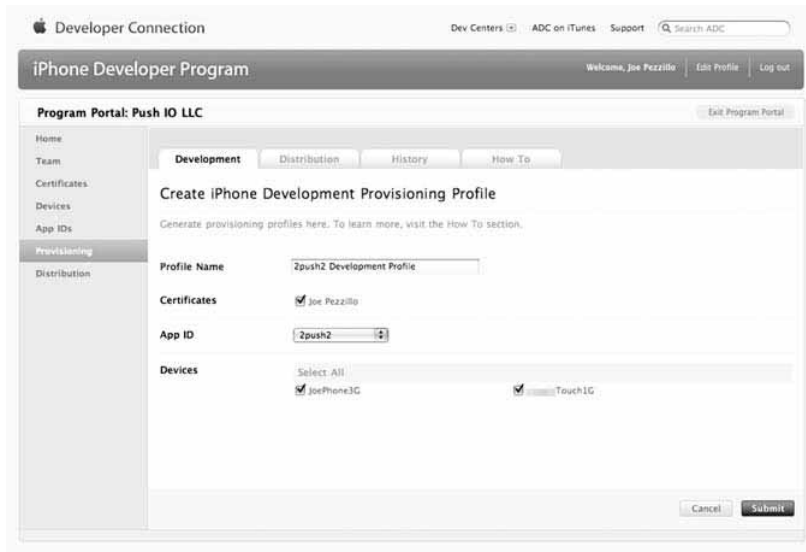 Developer Connection
Dev Centers ADC on iTunes Support Search ADC
iPhone Developer Program
Welcome, Joe Pezzillo Edit Profile Log out
Program Portal: Push IO LLC
Exit Program Portal
Home
Team
Certificates
Devices
App IDs
Provisioning
Distribution
Development Distribution History How To
Create iPhone Development Provisioning Profile
Generate provisioning profiles here. To learn more, visit the How To section.
Profile Name 2push2 Development Profile
Certificates Joe Pezzillo
App ID 2push2
Devices Select All
JoePhone3G Touch1G
Cancel Submit